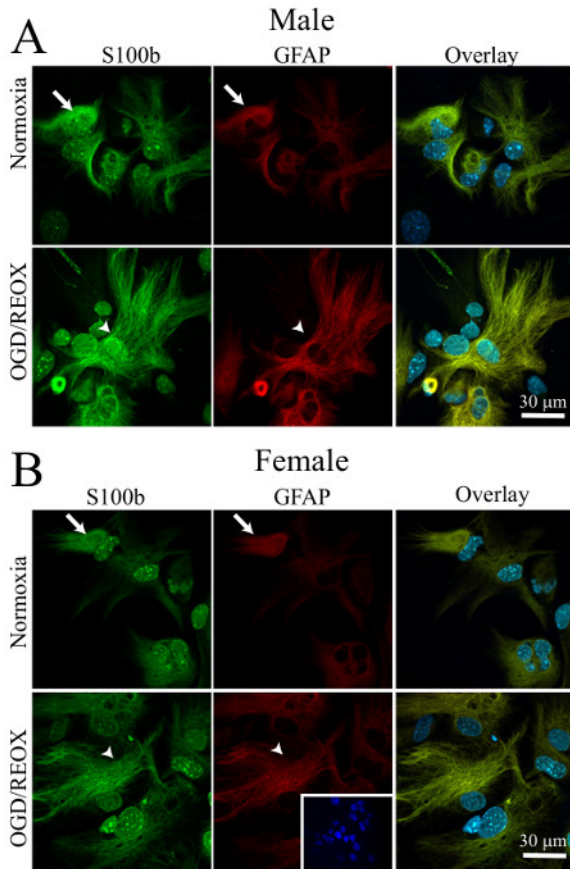 A
Male
S100b GFAP Overlay
Normoxia
OGD/REOX
30 μm
B
Female
S100b GFAP Overlay
Normoxia
OGD/REOX
30 μm